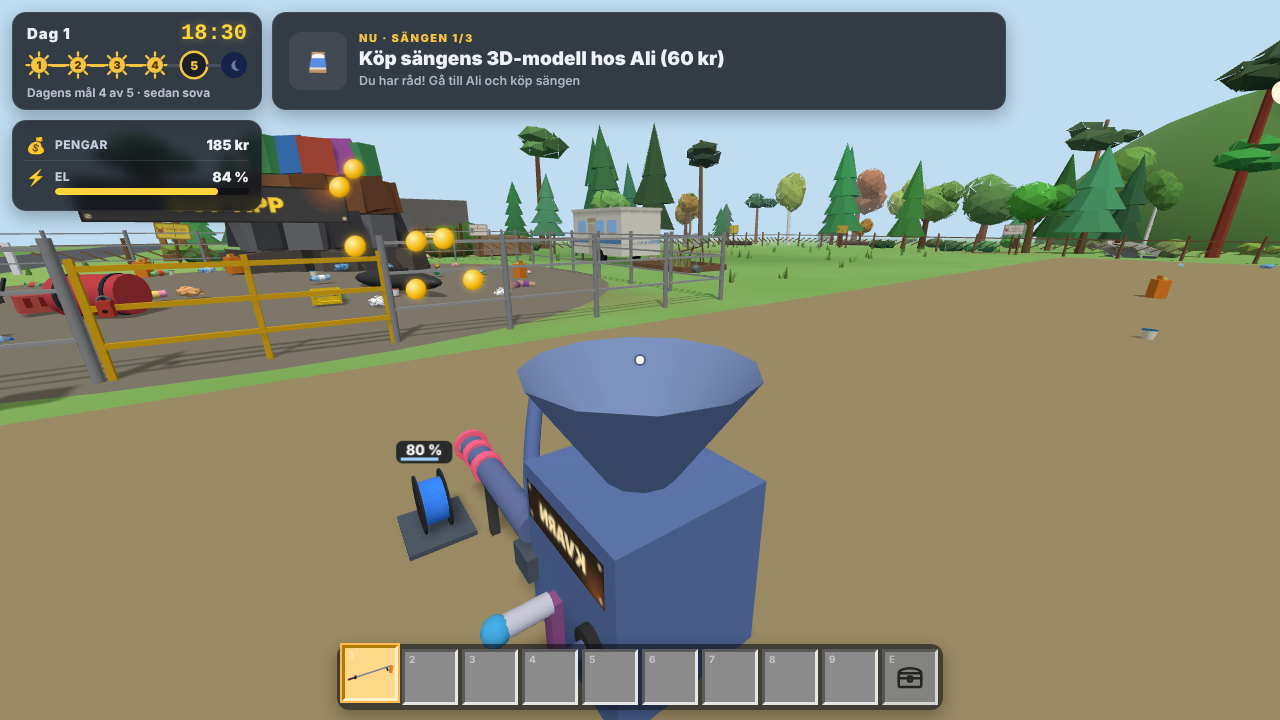 Dag 1
18:30
1 2 3 4 5
Dagens mål 4 av 5 · sedan sova
NU · SÄNGEN 1/3
Köp sängens 3D-modell hos Ali (60 kr)
Du har råd! Gå till Ali och köp sängen
PENGAR 185 kr
EL 84 %
80 %
KVARN
1 2 3 4 5 6 7 8 9 E